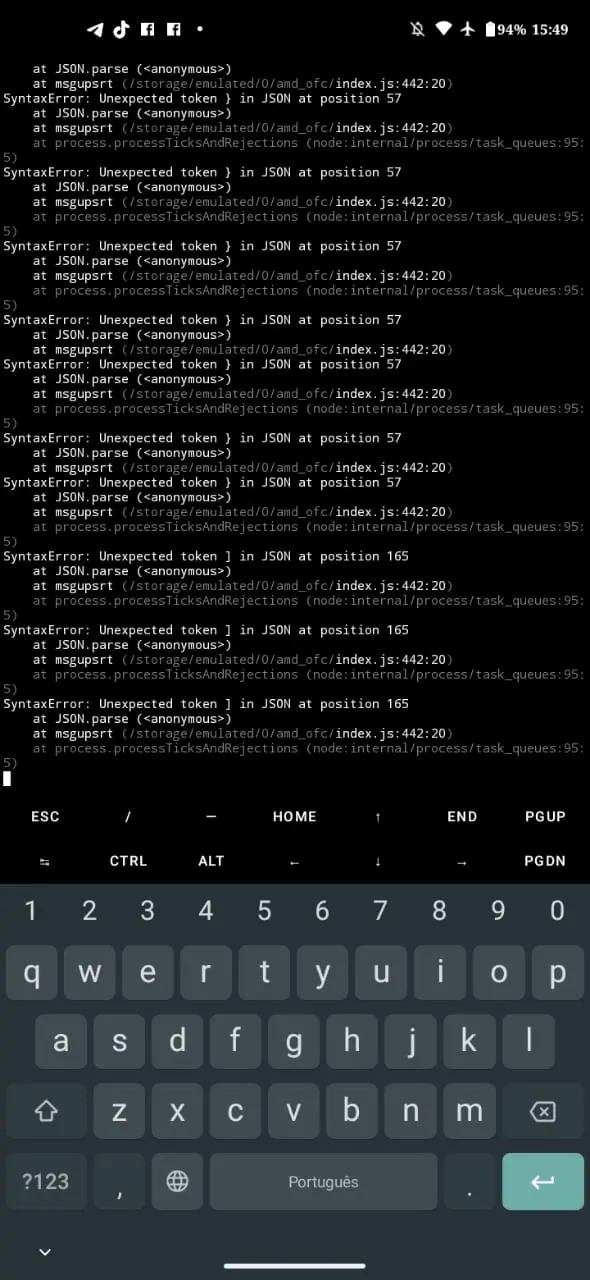 94% 15:49
at JSON.parse (<anonymous>)
at msgupsrt (/storage/emulated/0/amd_ofc/index.js:442:20)
SyntaxError: Unexpected token } in JSON at position 57
at JSON.parse (<anonymous>)
at msgupsrt (/storage/emulated/0/amd_ofc/index.js:442:20)
at process.processTicksAndRejections (node:internal/process/task_queues:95:
5)
SyntaxError: Unexpected token } in JSON at position 57
at JSON.parse (<anonymous>)
at msgupsrt (/storage/emulated/0/amd_ofc/index.js:442:20)
at process.processTicksAndRejections (node:internal/process/task_queues:95:
5)
SyntaxError: Unexpected token } in JSON at position 57
at JSON.parse (<anonymous>)
at msgupsrt (/storage/emulated/0/amd_ofc/index.js:442:20)
at process.processTicksAndRejections (node:internal/process/task_queues:95:
5)
SyntaxError: Unexpected token } in JSON at position 57
at JSON.parse (<anonymous>)
at msgupsrt (/storage/emulated/0/amd_ofc/index.js:442:20)
SyntaxError: Unexpected token } in JSON at position 57
at JSON.parse (<anonymous>)
at msgupsrt (/storage/emulated/0/amd_ofc/index.js:442:20)
at process.processTicksAndRejections (node:internal/process/task_queues:95:
5)
SyntaxError: Unexpected token } in JSON at position 57
at JSON.parse (<anonymous>)
at msgupsrt (/storage/emulated/0/amd_ofc/index.js:442:20)
SyntaxError: Unexpected token } in JSON at position 57
at JSON.parse (<anonymous>)
at msgupsrt (/storage/emulated/0/amd_ofc/index.js:442:20)
at process.processTicksAndRejections (node:internal/process/task_queues:95:
5)
SyntaxError: Unexpected token ] in JSON at position 165
at JSON.parse (<anonymous>)
at msgupsrt (/storage/emulated/0/amd_ofc/index.js:442:20)
at process.processTicksAndRejections (node:internal/process/task_queues:95:
5)
SyntaxError: Unexpected token ] in JSON at position 165
at JSON.parse (<anonymous>)
at msgupsrt (/storage/emulated/0/amd_ofc/index.js:442:20)
at process.processTicksAndRejections (node:internal/process/task_queues:95:
5)
SyntaxError: Unexpected token ] in JSON at position 165
at JSON.parse (<anonymous>)
at msgupsrt (/storage/emulated/0/amd_ofc/index.js:442:20)
at process.processTicksAndRejections (node:internal/process/task_queues:95:
5)
ESC / — HOME ↑ END PGUP
↹ CTRL ALT ← ↓ → PGDN
1 2 3 4 5 6 7 8 9 0
q w e r t y u i o p
a s d f g h j k l
z x c v b n m
?123 , Português .